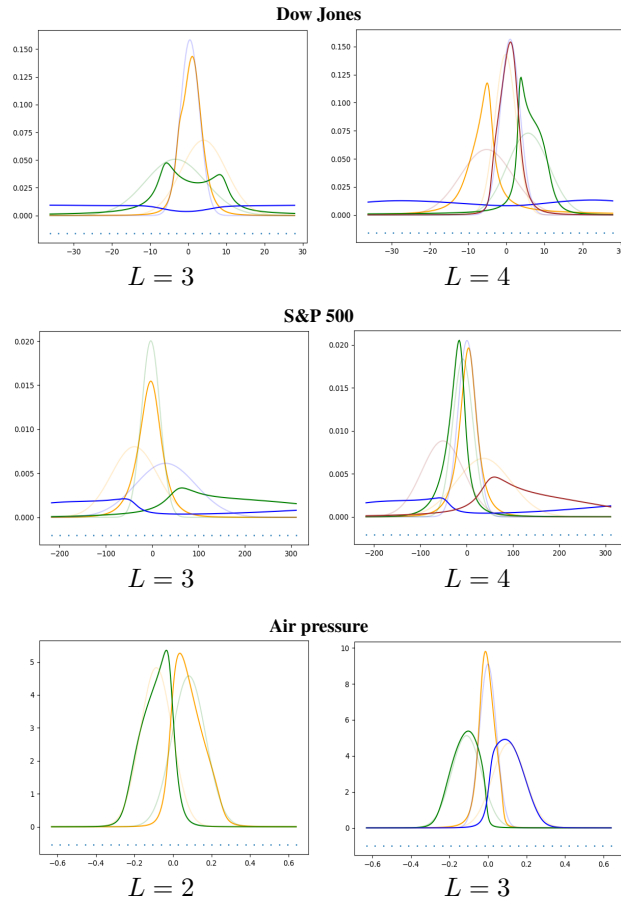 Dow Jones
0.150
0.125
0.100
0.075
0.050
0.025
0.000
−30 −20 −10 0 10 20 30
L = 3
0.150
0.125
0.100
0.075
0.050
0.025
0.000
−30 −20 −10 0 10 20
L = 4
S&P 500
0.020
0.015
0.010
0.005
0.000
−200 −100 0 100 200 300
L = 3
0.020
0.015
0.010
0.005
0.000
−200 −100 0 100 200 300
L = 4
Air pressure
5
4
3
2
1
0
−0.6 −0.4 −0.2 0.0 0.2 0.4 0.6
L = 2
10
8
6
4
2
0
−0.6 −0.4 −0.2 0.0 0.2 0.4 0.6
L = 3